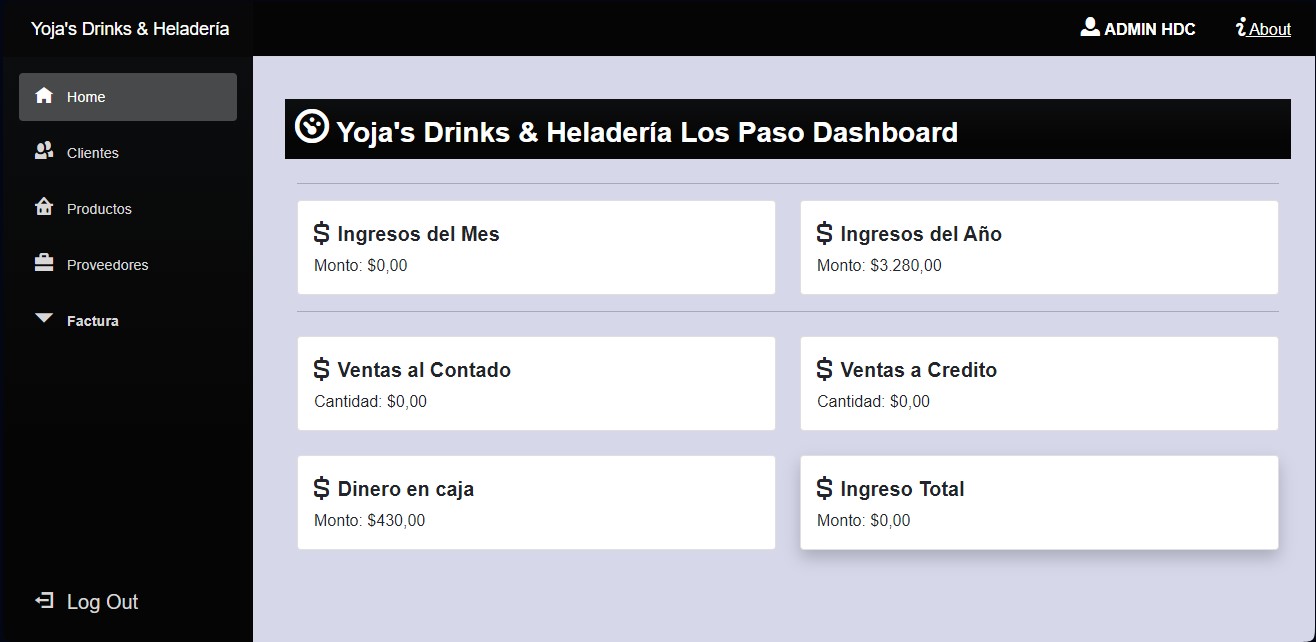 Yoja's Drinks & Heladería
ADMIN HDC
About
Home
Clientes
Productos
Proveedores
Factura
Log Out
Yoja's Drinks & Heladería Los Paso Dashboard
$ Ingresos del Mes
Monto: $0,00
$ Ingresos del Año
Monto: $3.280,00
$ Ventas al Contado
Cantidad: $0,00
$ Ventas a Credito
Cantidad: $0,00
$ Dinero en caja
Monto: $430,00
$ Ingreso Total
Monto: $0,00